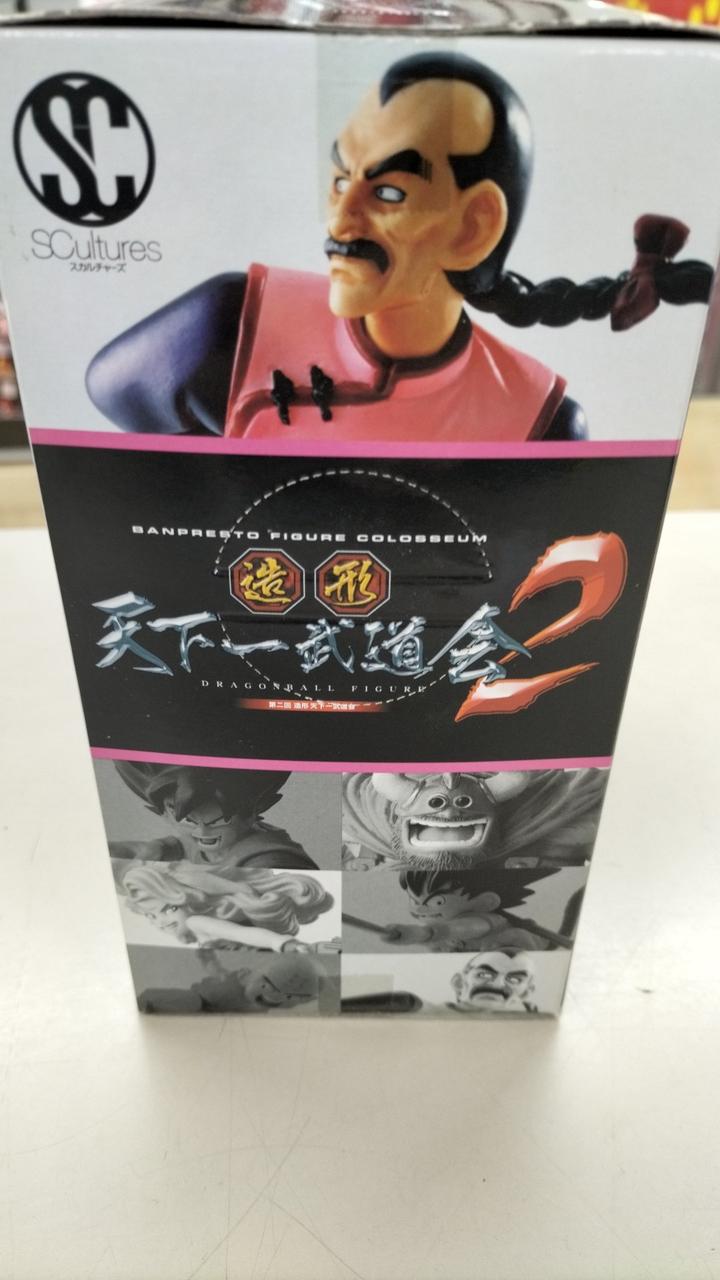 SC
SCultures
スカルチャーズ
BANPRESTO FIGURE COLOSSEUM
造形
天下一武道会2
DRAGONBALL FIGURE
第二回 造形 天下一武道会